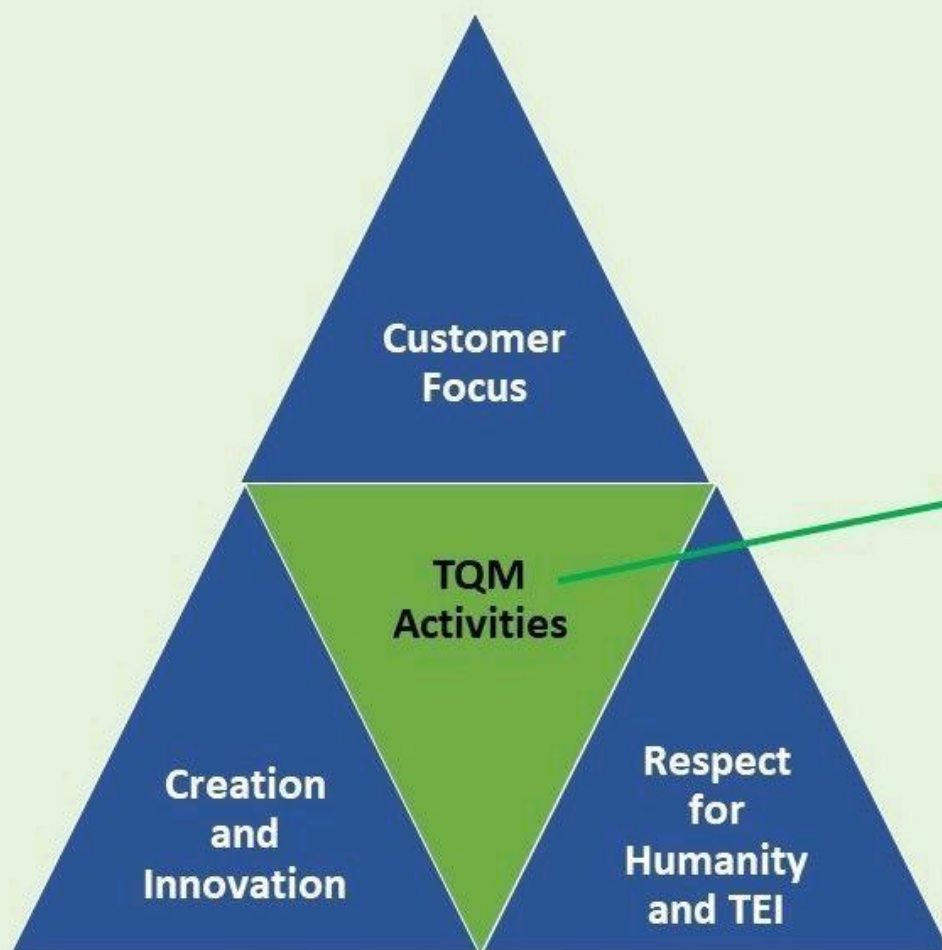 Customer
Focus
TQM
Activities
Creation
and
Innovation
Respect
for
Humanity
and TEI